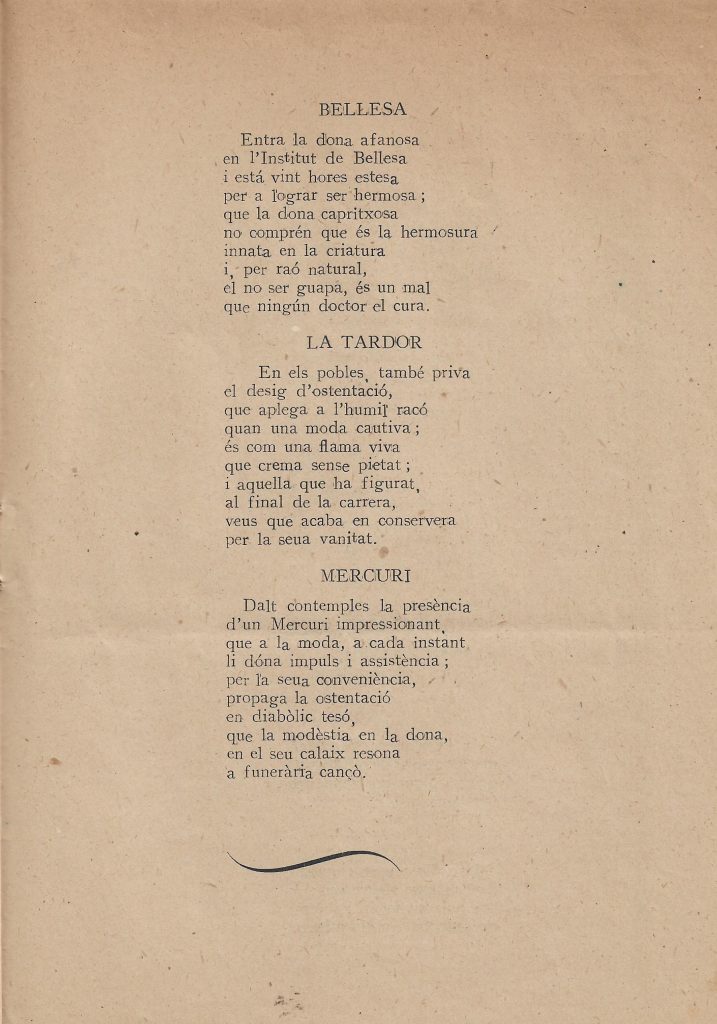 BELLESA
Entra la dona afanosa
en l'Institut de Bellesa
i está vint hores estesa
per a lograr ser hermosa ;
que la dona capritxosa
no comprén que és la hermosura
innata en la criatura
i, per raó natural,
el no ser guapa, és un mal
que ningún doctor el cura.
LA TARDOR
En els pobles, també priva
el desig d'ostentació,
que aplega a l'humil racó
quan una moda cautiva ;
és com una flama viva
que crema sense pietat ;
i aquella que ha figurat,
al final de la carrera,
veus que acaba en conservera
per la seua vanitat.
MERCURI
Dalt contemples la presència
d'un Mercuri impressionant,
que a la moda, a cada instant
li dóna impuls i assistència ;
per la seua conveniència,
propaga la ostentació
en diabòlic tesó,
que la modèstia en la dona,
en el seu calaix resona
a funerària cançò.